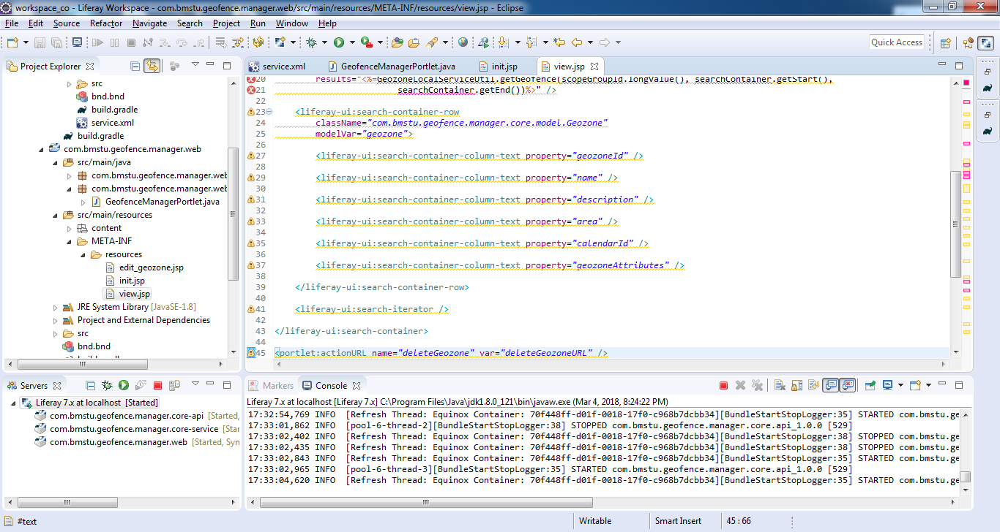 workspace_co - Liferay Workspace - com.bmstu.geofence.manager.web/src/main/resources/META-INF/resources/view.jsp - Eclipse
File Edit Source Refactor Navigate Search Project Run Window Help
Quick Access
Project Explorer
src
bnd.bnd
build.gradle
service.xml
build.gradle
com.bmstu.geofence.manager.web
src/main/java
com.bmstu.geofence.manager.web
com.bmstu.geofence.manager.web
GeofenceManagerPortlet.java
src/main/resources
content
META-INF
resources
edit_geozone.jsp
init.jsp
view.jsp
JRE System Library [JavaSE-1.8]
Project and External Dependencies
src
bnd.bnd
service.xml GeofenceManagerPortlet.java init.jsp view.jsp
20 results="<%=GeozoneLocalServiceUtil.getGeofence(scopeGroupId.longValue(), searchContainer.getStart(),
21 searchContainer.getEnd())%>" />
22
23 <liferay-ui:search-container-row
24 className="com.bmstu.geofence.manager.core.model.Geozone"
25 modelVar="geozone">
26
27 <liferay-ui:search-container-column-text property="geozoneId" />
28
29 <liferay-ui:search-container-column-text property="name" />
30
31 <liferay-ui:search-container-column-text property="description" />
32
33 <liferay-ui:search-container-column-text property="area" />
34
35 <liferay-ui:search-container-column-text property="calendarId" />
36
37 <liferay-ui:search-container-column-text property="geozoneAttributes" />
38
39 </liferay-ui:search-container-row>
40
41 <liferay-ui:search-iterator />
42
43 </liferay-ui:search-container>
44
45 <portlet:actionURL name="deleteGeozone" var="deleteGeozoneURL" />
Servers
Liferay 7.x at localhost [Started]
com.bmstu.geofence.manager.core-api [Started,
com.bmstu.geofence.manager.core-service [Star
com.bmstu.geofence.manager.web [Started, Syn
Markers Console
Liferay 7.x at localhost [Liferay 7.x] C:\Program Files\Java\jdk1.8.0_121\bin\javaw.exe (Mar 4, 2018, 8:24:22 PM)
17:32:54,769 INFO [Refresh Thread: Equinox Container: 70f448ff-d01f-0018-17f0-c968b7dcbb34][BundleStartStopLogger:35] STARTED com.bmstu.ge
17:33:01,862 INFO [pool-6-thread-2][BundleStartStopLogger:38] STOPPED com.bmstu.geofence.manager.core.api_1.0.0 [529]
17:33:02,402 INFO [Refresh Thread: Equinox Container: 70f448ff-d01f-0018-17f0-c968b7dcbb34][BundleStartStopLogger:38] STOPPED com.bmstu.ge
17:33:02,435 INFO [Refresh Thread: Equinox Container: 70f448ff-d01f-0018-17f0-c968b7dcbb34][BundleStartStopLogger:38] STOPPED com.bmstu.ge
17:33:02,843 INFO [Refresh Thread: Equinox Container: 70f448ff-d01f-0018-17f0-c968b7dcbb34][BundleStartStopLogger:35] STARTED com.bmstu.ge
17:33:02,965 INFO [pool-6-thread-3][BundleStartStopLogger:35] STARTED com.bmstu.geofence.manager.core.api_1.0.0 [529]
17:33:04,620 INFO [Refresh Thread: Equinox Container: 70f448ff-d01f-0018-17f0-c968b7dcbb34][BundleStartStopLogger:35] STARTED com.bmstu.ge
#text Writable Smart Insert 45 : 66